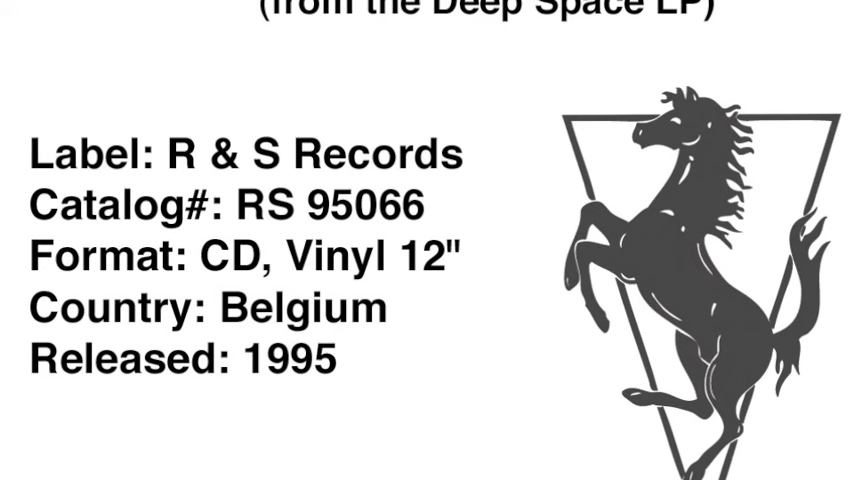 (from the Deep Space LP)
Label: R & S Records
Catalog#: RS 95066
Format: CD, Vinyl 12"
Country: Belgium
Released: 1995